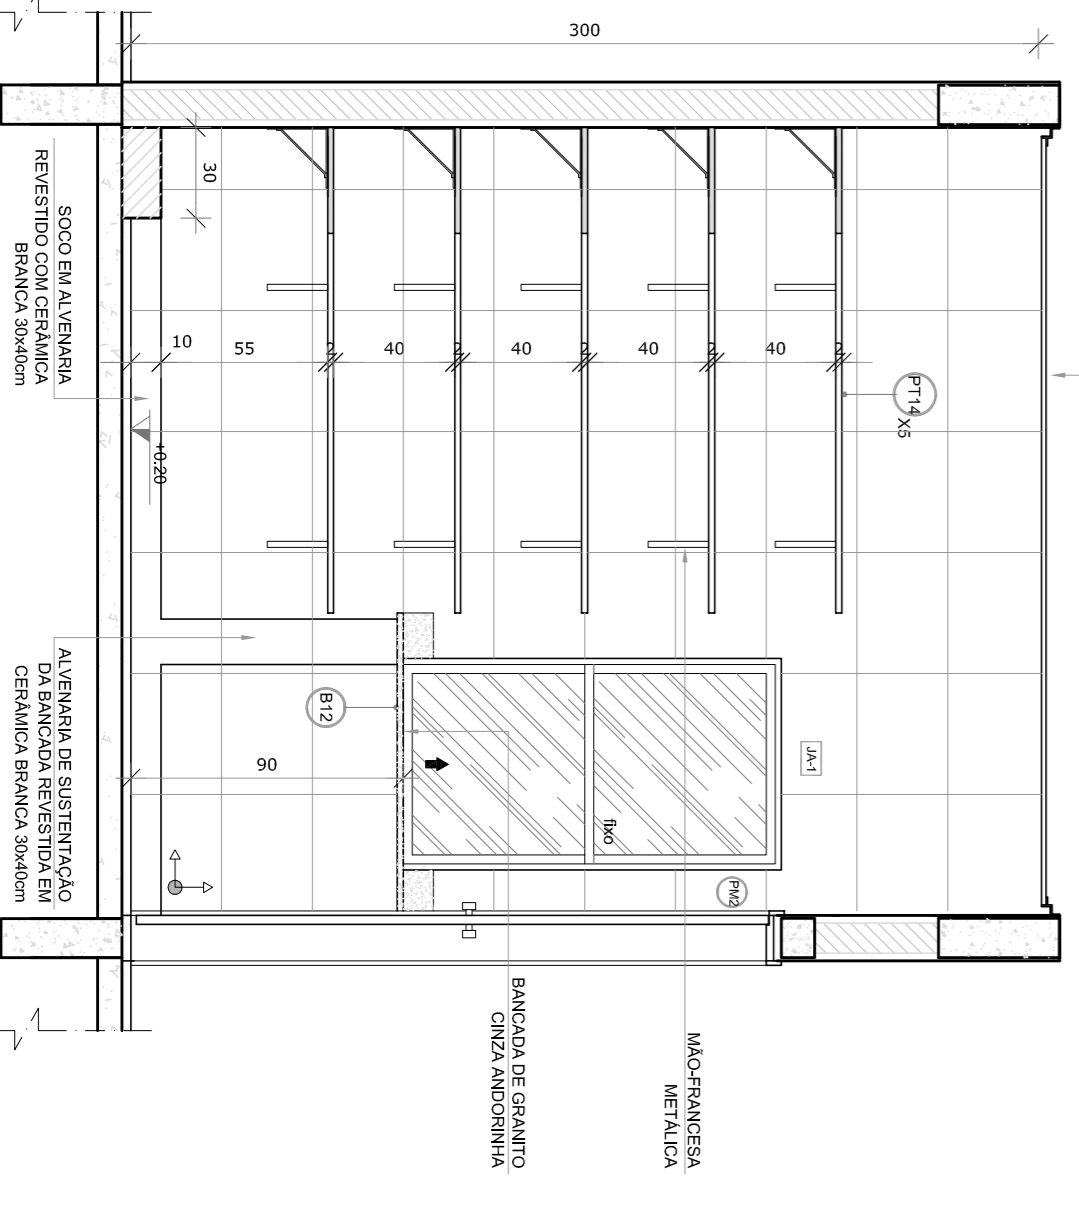 300
30
10
55
2
40
2
40
2
40
2
40
2
PT14
X5
+0.20
SOCO EM ALVENARIA
REVESTIDO COM CERÂMICA
BRANCA 30x40cm
ALVENARIA DE SUSTENTAÇÃO
DA BANCADA REVESTIDA EM
CERÂMICA BRANCA 30x40cm
B12
90
JA-1
fixo
PM2
BANCADA DE GRANITO
CINZA ANDORINHA
MÃO-FRANCESA
METÁLICA